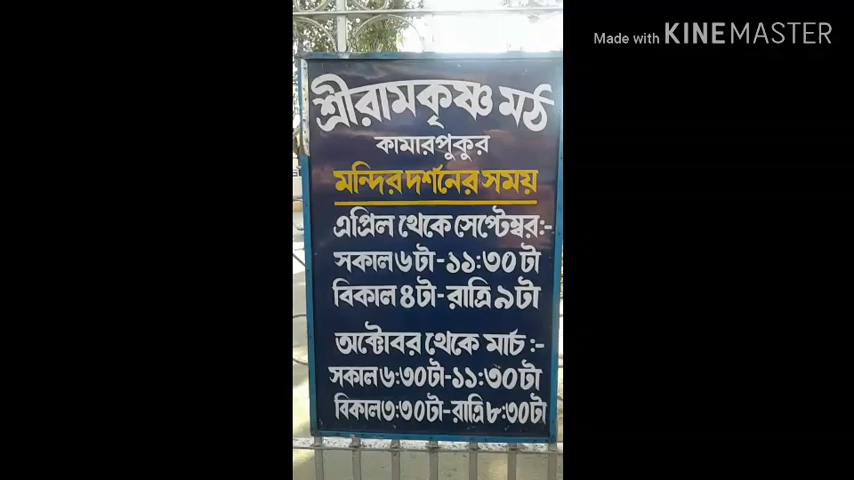 Made with KINEMASTER
শ্রীরামকৃষ্ণ মঠ
কামারপুকুর
মন্দির দর্শনের সময়
এপ্রিল থেকে সেপ্টেম্বর:-
সকাল ৬টা-১১:৩০ টা
বিকাল ৪টা-রাত্রি ৯টা
অক্টোবর থেকে মার্চ :-
সকাল ৬:৩০টা-১১:৩০টা
বিকাল ৩:৩০টা-রাত্রি ৮:৩০টা